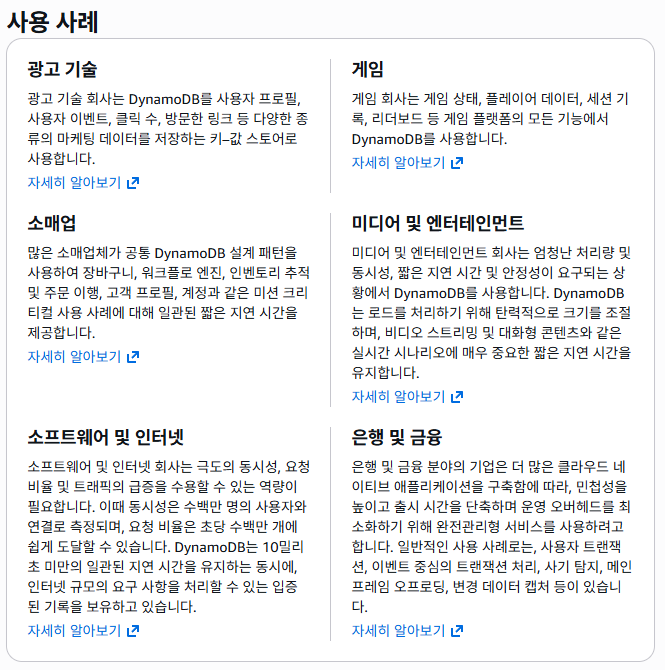 사용 사례
광고 기술
광고 기술 회사는 DynamoDB를 사용자 프로필,
사용자 이벤트, 클릭 수, 방문한 링크 등 다양한 종
류의 마케팅 데이터를 저장하는 키–값 스토어로
사용합니다.
자세히 알아보기
게임
게임 회사는 게임 상태, 플레이어 데이터, 세션 기
록, 리더보드 등 게임 플랫폼의 모든 기능에서
DynamoDB를 사용합니다.
자세히 알아보기
소매업
많은 소매업체가 공통 DynamoDB 설계 패턴을
사용하여 장바구니, 워크플로 엔진, 인벤토리 추적
및 주문 이행, 고객 프로필, 계정과 같은 미션 크리
티컬 사용 사례에 대해 일관된 짧은 지연 시간을
제공합니다.
자세히 알아보기
미디어 및 엔터테인먼트
미디어 및 엔터테인먼트 회사는 엄청난 처리량 및
동시성, 짧은 지연 시간 및 안정성이 요구되는 상
황에서 DynamoDB를 사용합니다. DynamoDB
는 로드를 처리하기 위해 탄력적으로 크기를 조절
하며, 비디오 스트리밍 및 대화형 콘텐츠와 같은
실시간 시나리오에 매우 중요한 짧은 지연 시간을
유지합니다.
자세히 알아보기
소프트웨어 및 인터넷
소프트웨어 및 인터넷 회사는 극도의 동시성, 요청
비율 및 트래픽의 급증을 수용할 수 있는 역량이
필요합니다. 이때 동시성은 수백만 명의 사용자와
연결로 측정되며, 요청 비율은 초당 수백만 개에
쉽게 도달할 수 있습니다. DynamoDB는 10밀리
초 미만의 일관된 지연 시간을 유지하는 동시에,
인터넷 규모의 요구 사항을 처리할 수 있는 입증
된 기록을 보유하고 있습니다.
자세히 알아보기
은행 및 금융
은행 및 금융 분야의 기업은 더 많은 클라우드 네
이티브 애플리케이션을 구축함에 따라, 민첩성을
높이고 출시 시간을 단축하며 운영 오버헤드를 최
소화하기 위해 완전관리형 서비스를 사용하려고
합니다. 일반적인 사용 사례로는, 사용자 트랜잭
션, 이벤트 중심의 트랜잭션 처리, 사기 탐지, 메인
프레임 오프로딩, 변경 데이터 캡처 등이 있습니
다.
자세히 알아보기